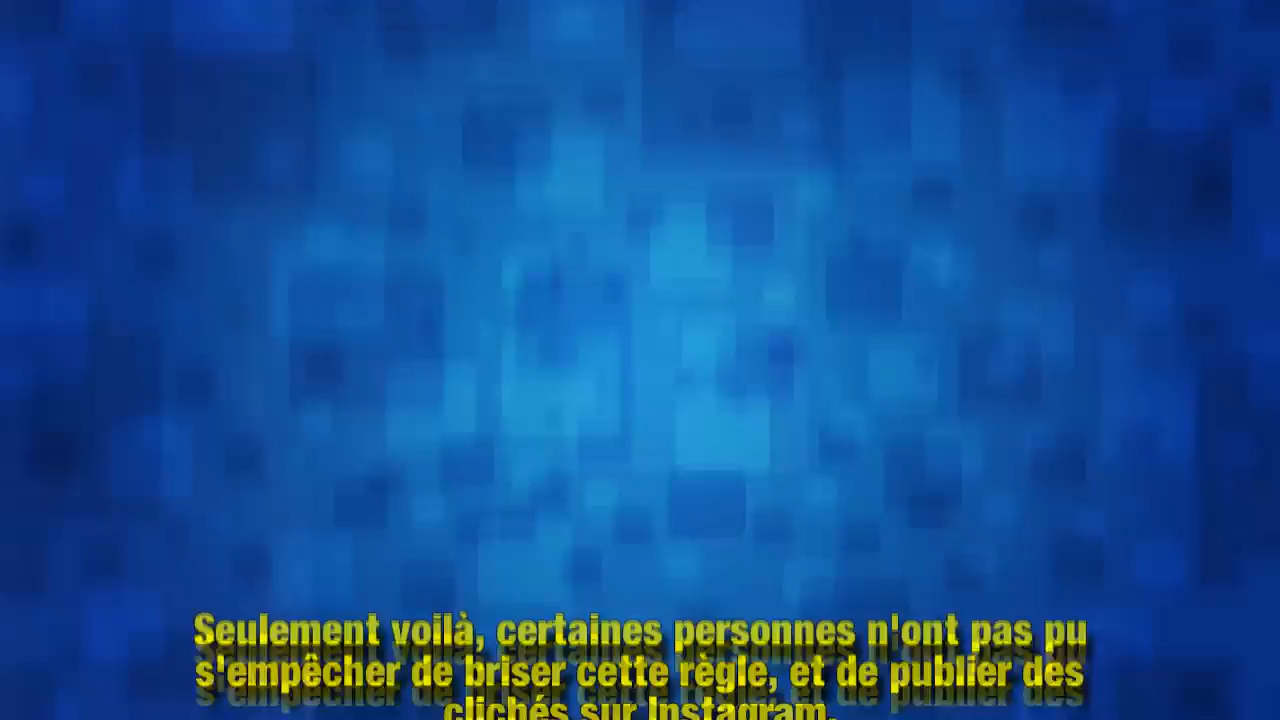 Seulement voilà, certaines personnes n'ont pas pu
s'empêcher de briser cette règle, et de publier des
clichés sur Instagram.